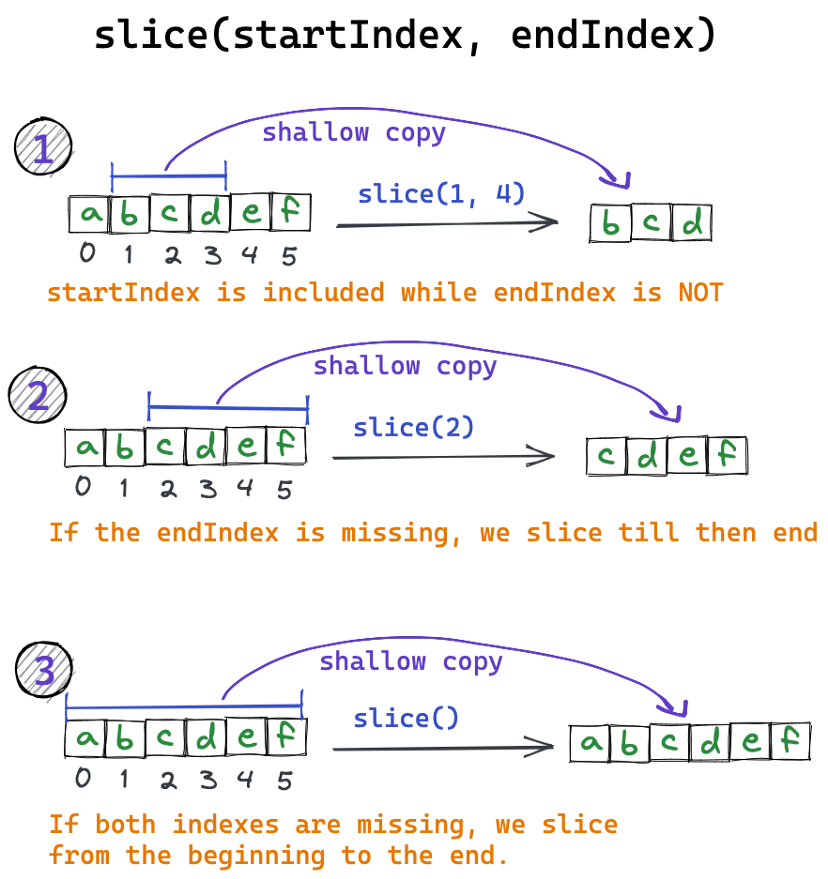 slice(startIndex, endIndex)
1
shallow copy
slice(1, 4)
a b c d e f
b c d
0 1 2 3 4 5
startIndex is included while endIndex is NOT
2
shallow copy
slice(2)
a b c d e f
c d e f
0 1 2 3 4 5
If the endIndex is missing, we slice till then end
3
shallow copy
slice()
a b c d e f
a b c d e f
0 1 2 3 4 5
If both indexes are missing, we slice
from the beginning to the end.